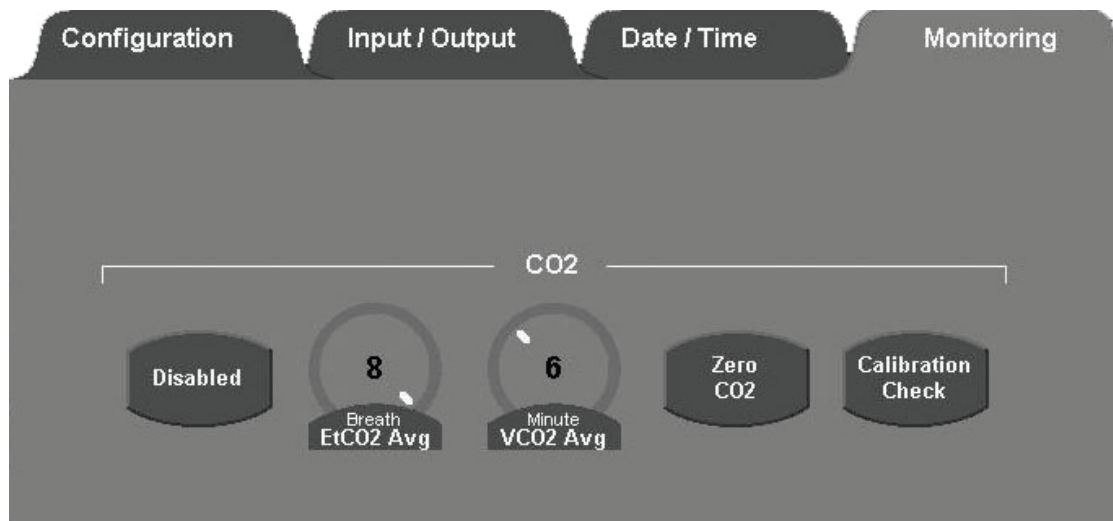 Configuration
Input / Output
Date / Time
Monitoring
CO2
Disabled
8
Breath
EtCO2 Avg
6
Minute
VCO2 Avg
Zero
CO2
Calibration
Check